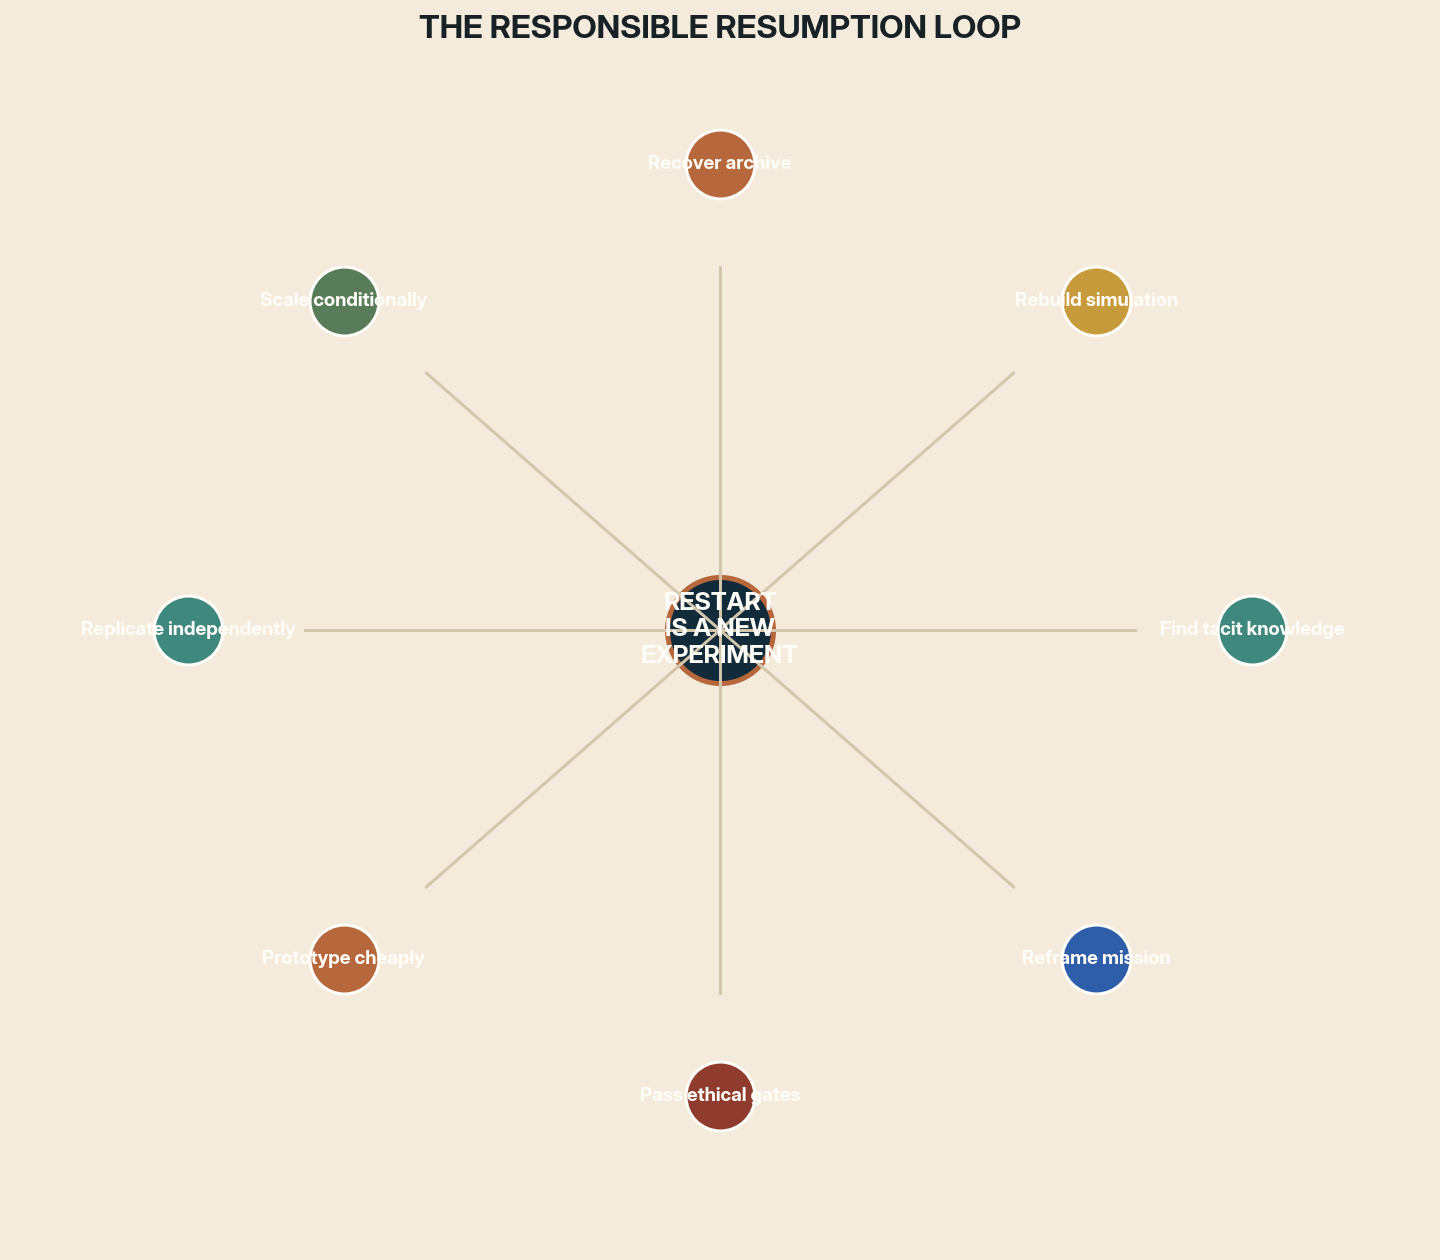 THE RESPONSIBLE RESUMPTION LOOP
Recover archive
Scale conditionally
Rebuild simulation
RESTART
IS A NEW
EXPERIMENT
Replicate independently
Find tacit knowledge
Prototype cheaply
Reframe mission
Pass ethical gates